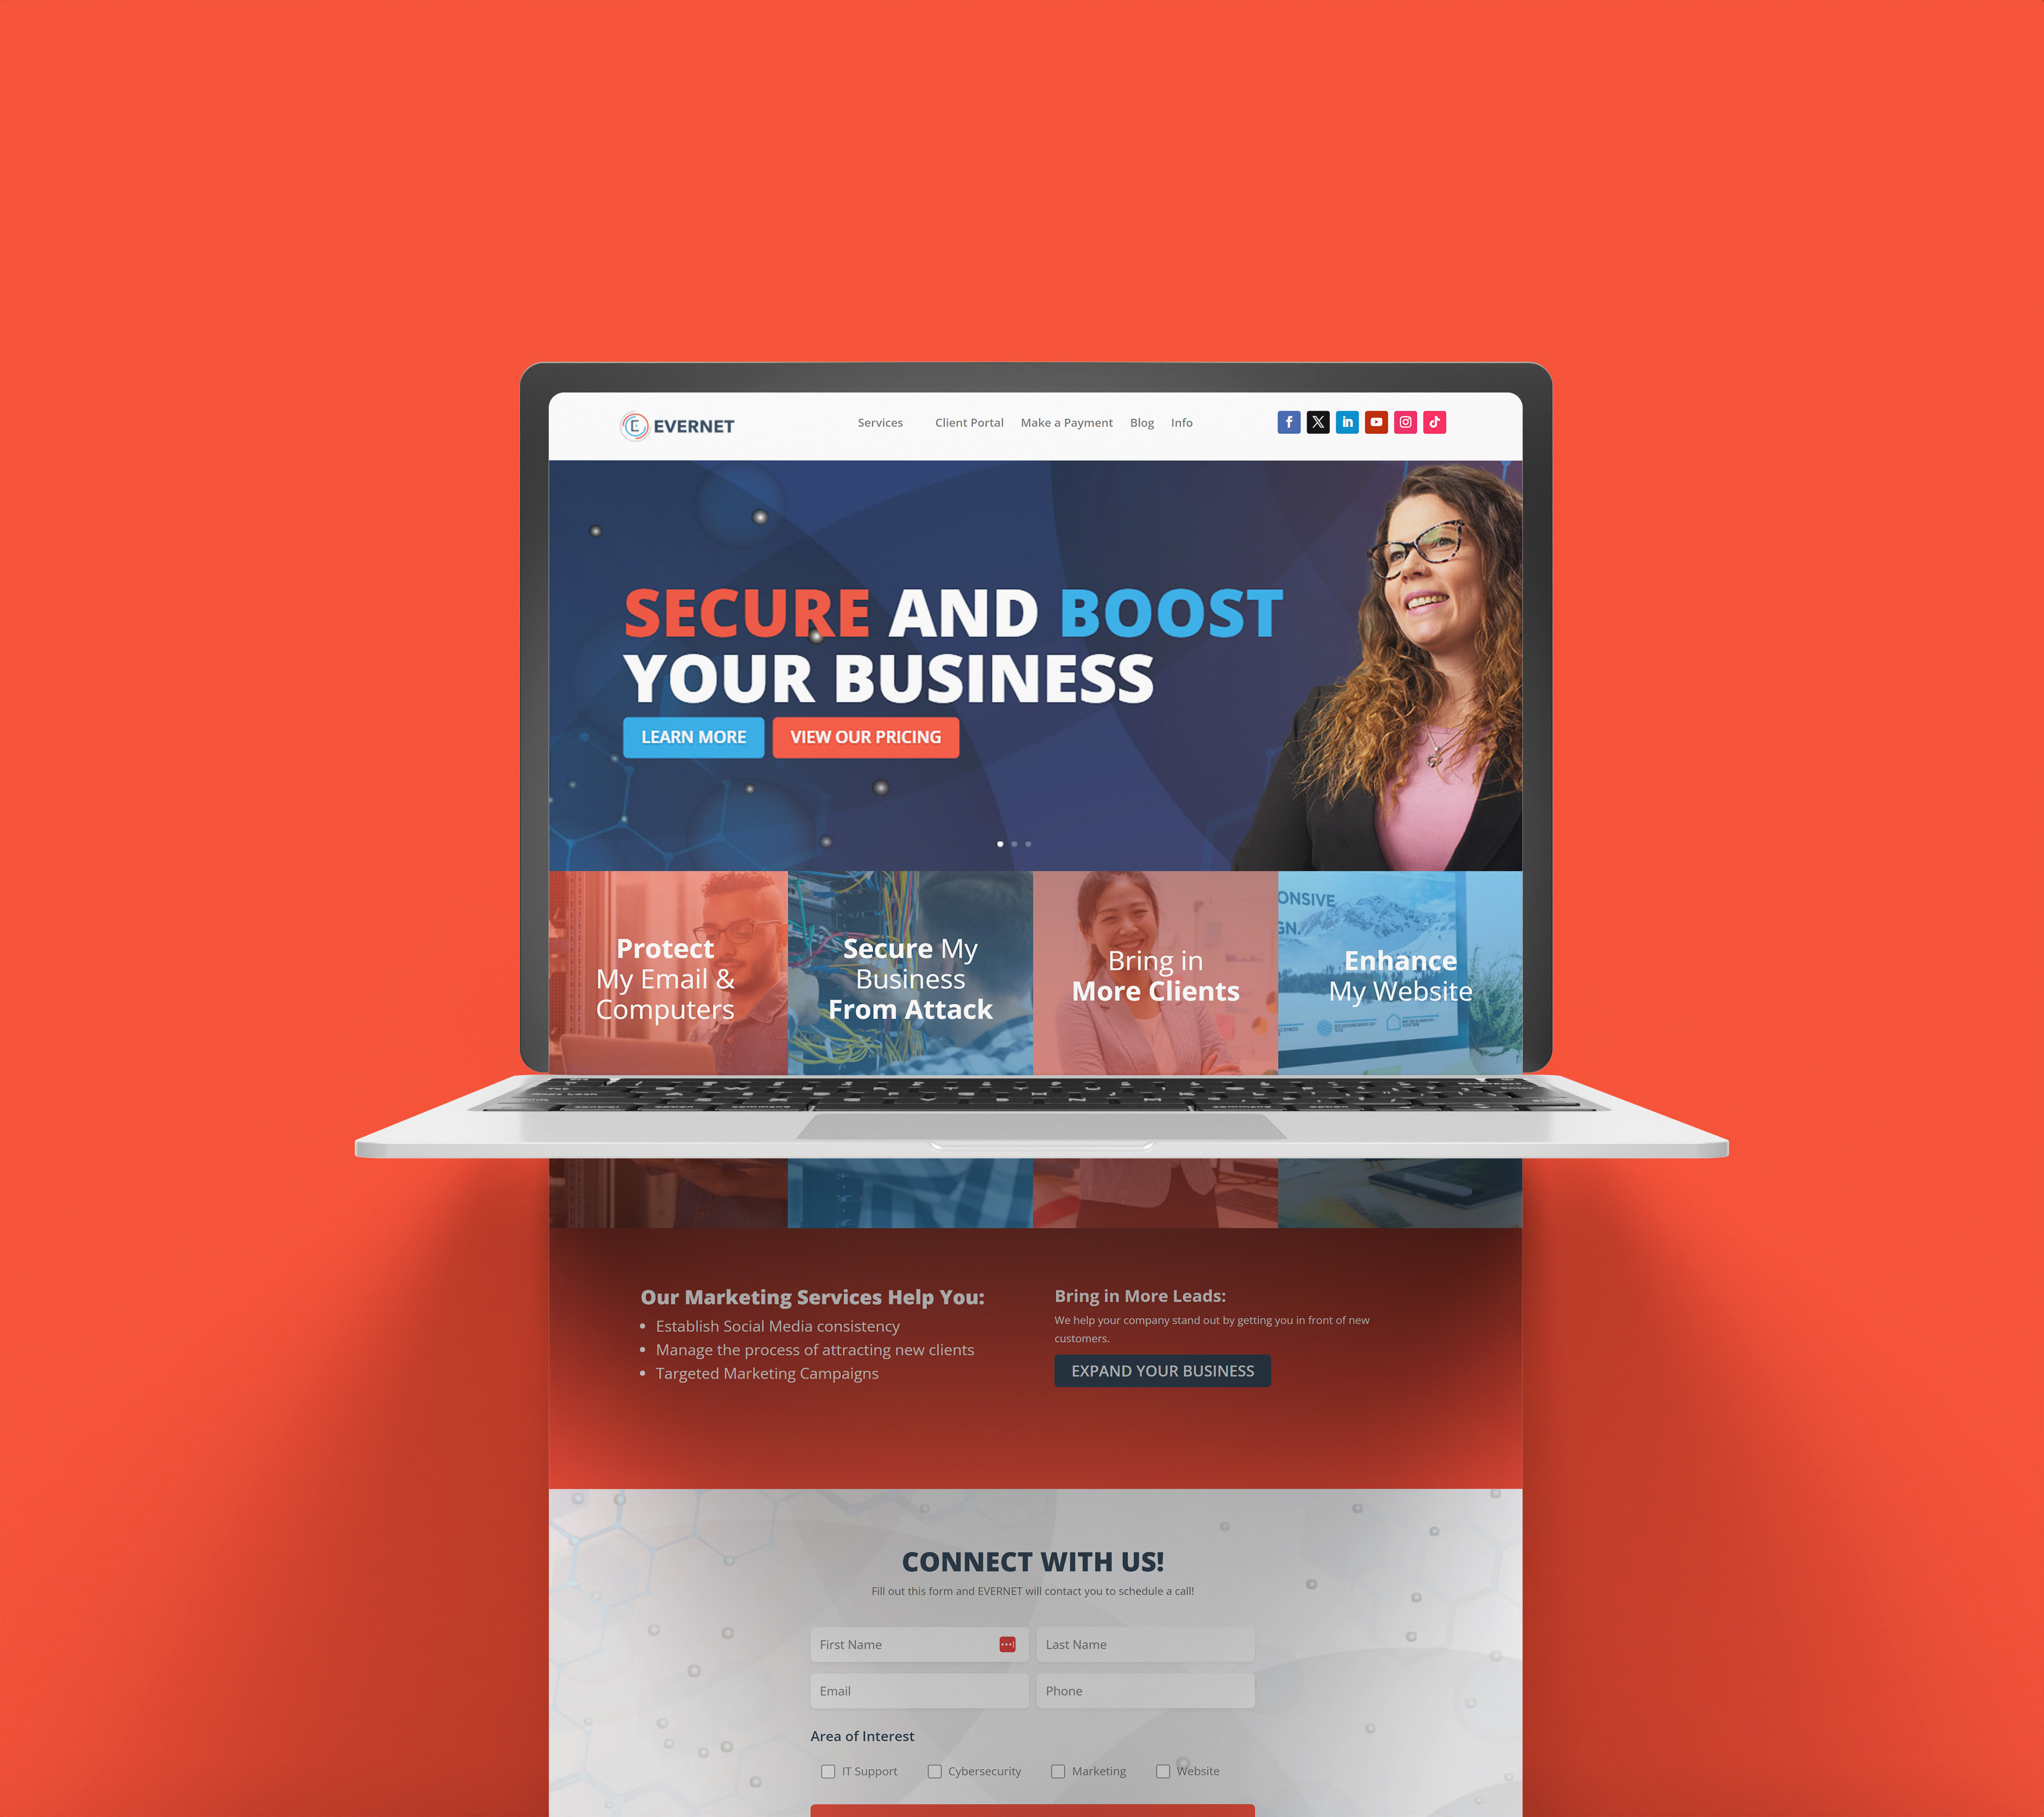 EVERNET
Services Client Portal Make a Payment Blog Info
SECURE AND BOOST
YOUR BUSINESS
LEARN MORE VIEW OUR PRICING
Protect
My Email &
Computers
Secure My
Business
From Attack
Bring in
More Clients
ONSIVE
GN.
Enhance
My Website
Our Marketing Services Help You:
Establish Social Media consistency
Manage the process of attracting new clients
Targeted Marketing Campaigns
Bring in More Leads:
We help your company stand out by getting you in front of new
customers.
EXPAND YOUR BUSINESS
CONNECT WITH US!
Fill out this form and EVERNET will contact you to schedule a call!
First Name Last Name
Email Phone
Area of Interest
IT Support Cybersecurity Marketing Website